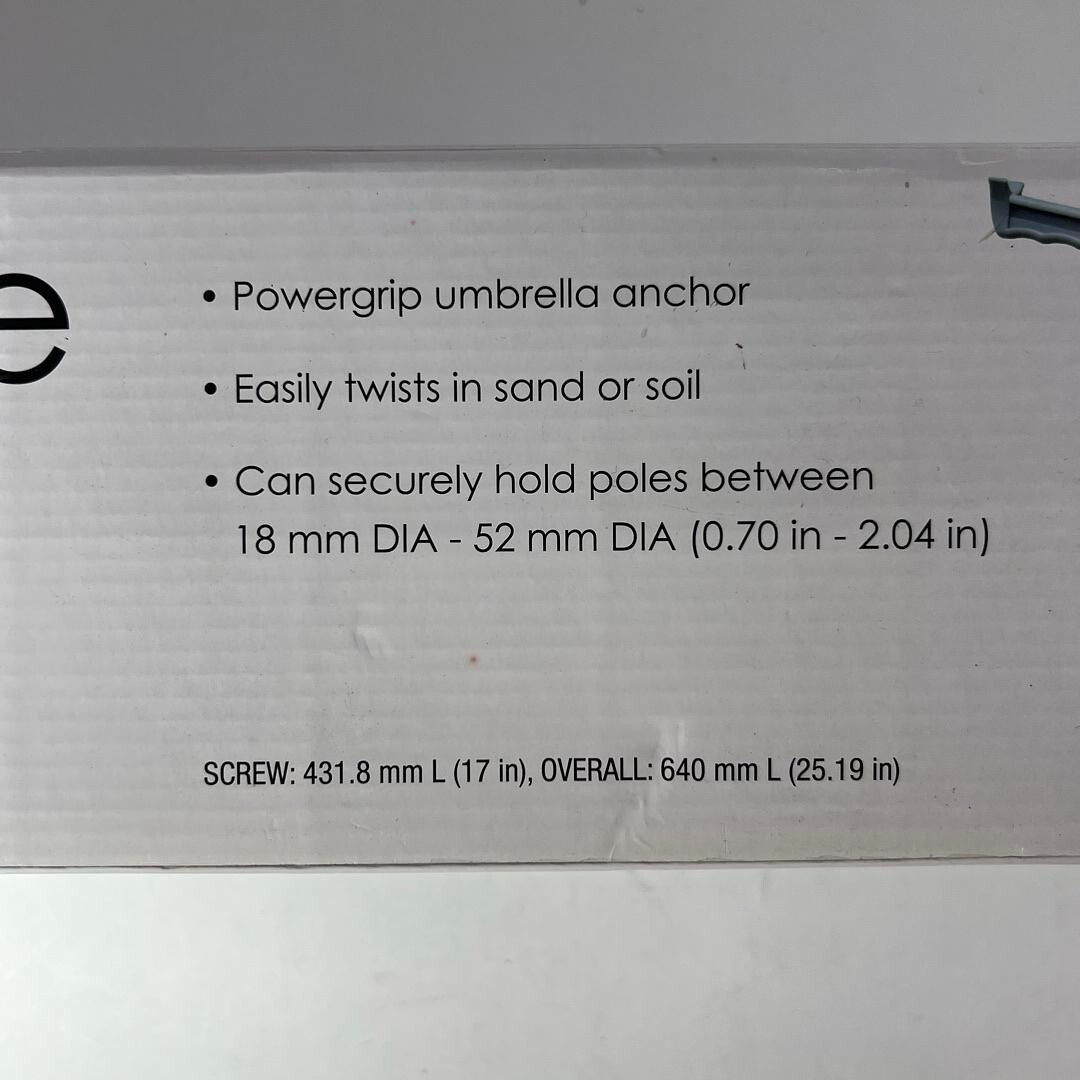 e
• Powergrip umbrella anchor
• Easily twists in sand or soil
• Can securely hold poles between
18 mm DIA - 52 mm DIA (0.70 in - 2.04 in)
SCREW: 431.8 mm L (17 in), OVERALL: 640 mm L (25.19 in)